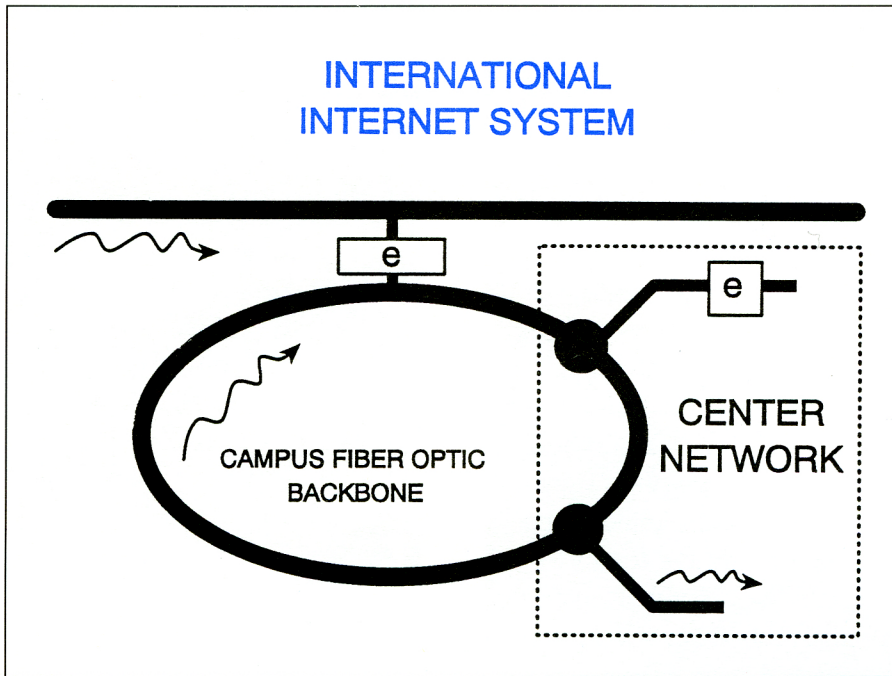 INTERNATIONAL
INTERNET SYSTEM
e
e
CENTER
NETWORK
CAMPUS FIBER OPTIC
BACKBONE